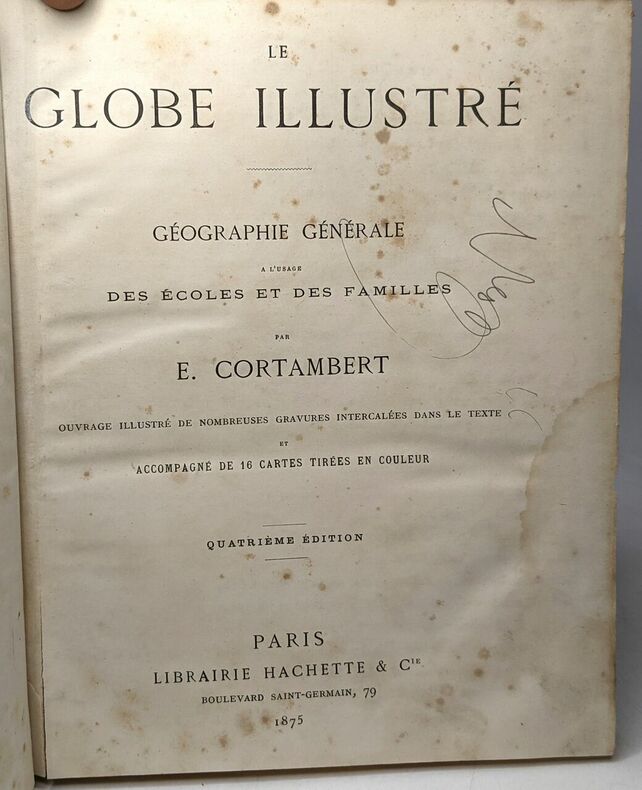 LE
GLOBE ILLUSTRÉ
GÉOGRAPHIE GÉNÉRALE
A L'USAGE
DES ÉCOLES ET DES FAMILLES
PAR
E. CORTAMBERT
OUVRAGE ILLUSTRÉ DE NOMBREUSES GRAVURES INTERCALÉES DANS LE TEXTE
ET
ACCOMPAGNÉ DE 16 CARTES TIRÉES EN COULEUR
QUATRIÈME ÉDITION
PARIS
LIBRAIRIE HACHETTE & CIE
BOULEVARD SAINT-GERMAIN, 79
1875